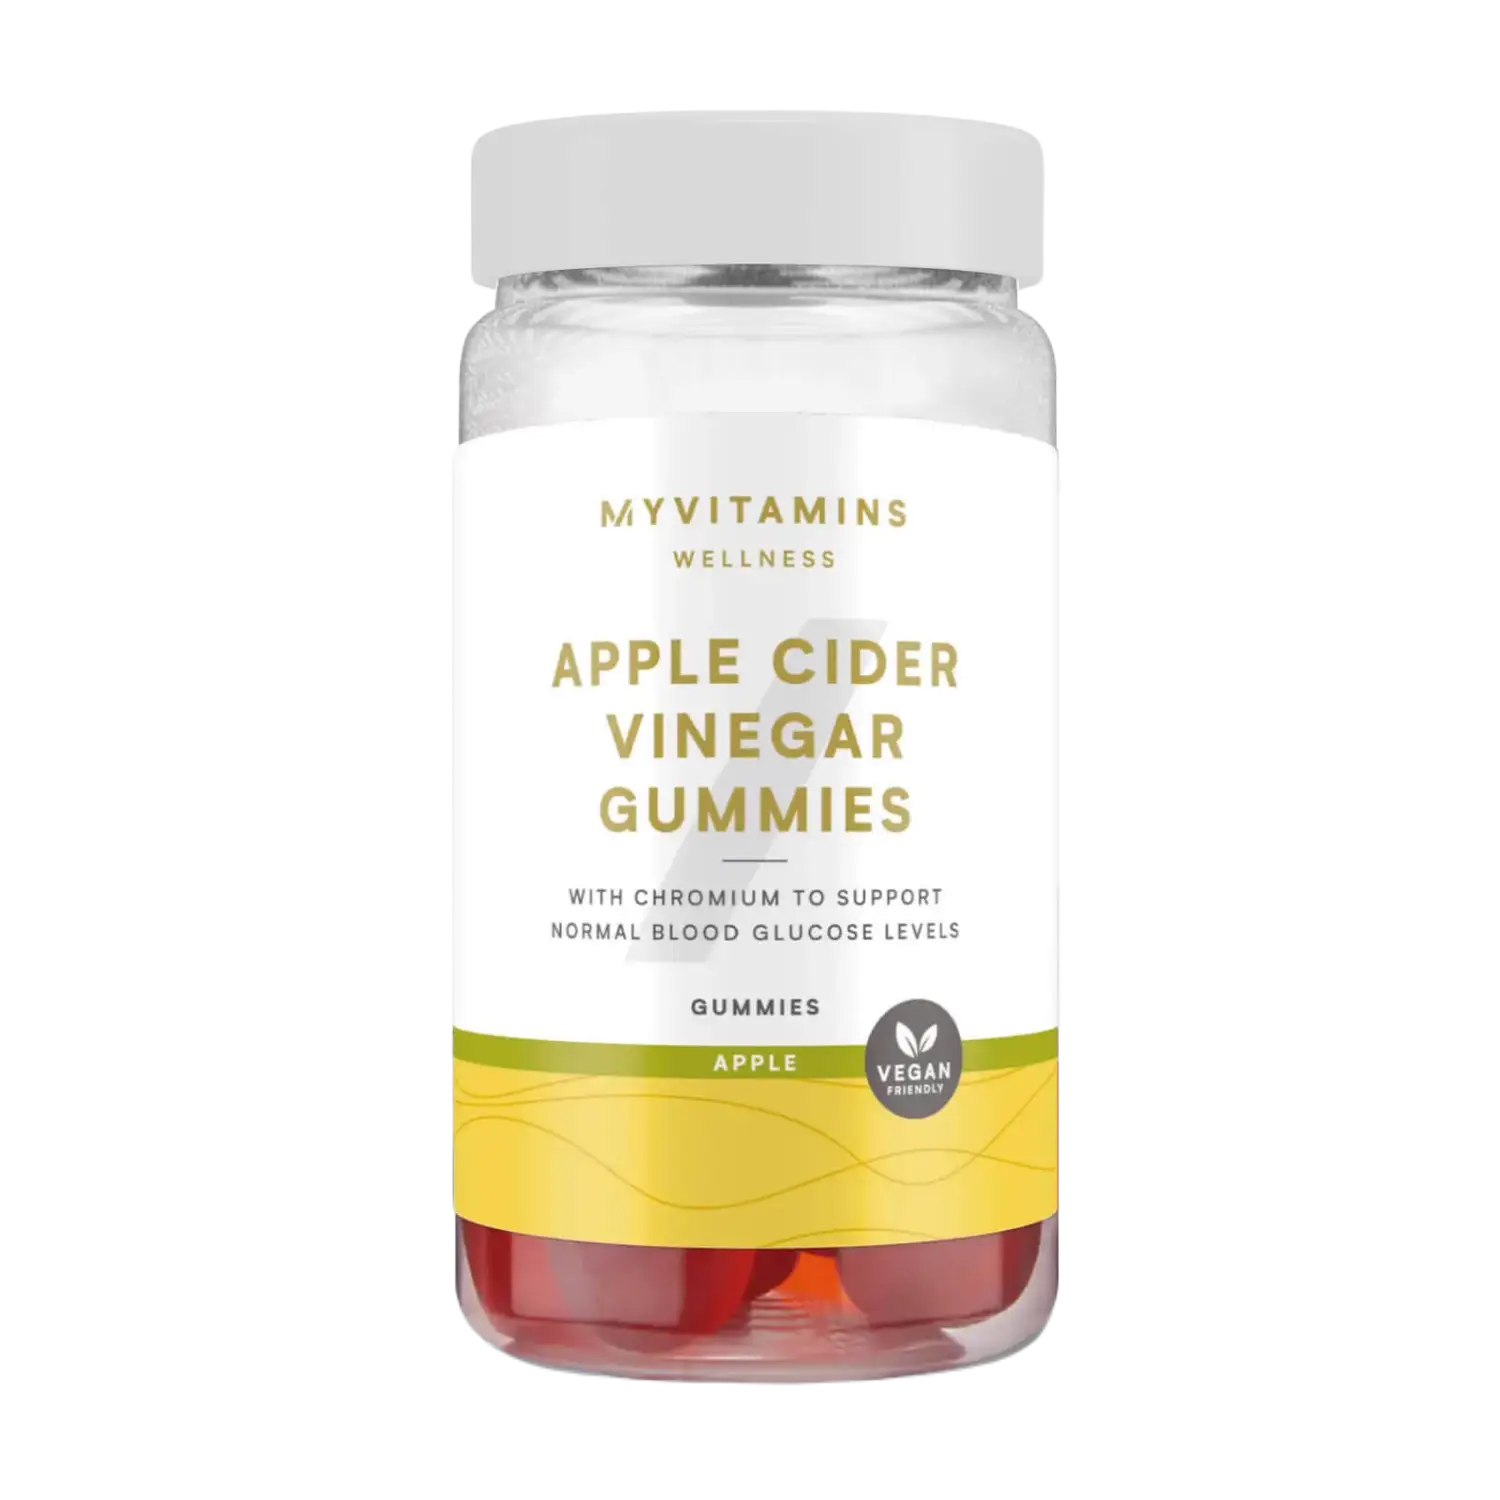 MYVITAMINS
WELLNESS
APPLE CIDER
VINEGAR
GUMMIES
WITH CHROMIUM TO SUPPORT
NORMAL BLOOD GLUCOSE LEVELS
GUMMIES
APPLE
VEGAN
FRIENDLY